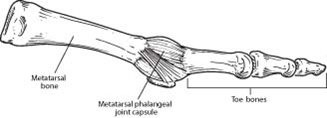 Metatarsal
bone
Metatarsal phalangeal
joint capsule
Toe bones